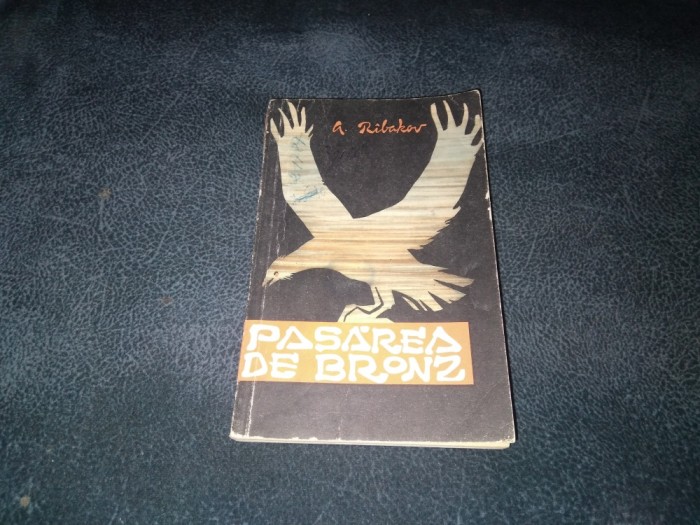 A. Ribakov
PASĂREA
DE BRONZ